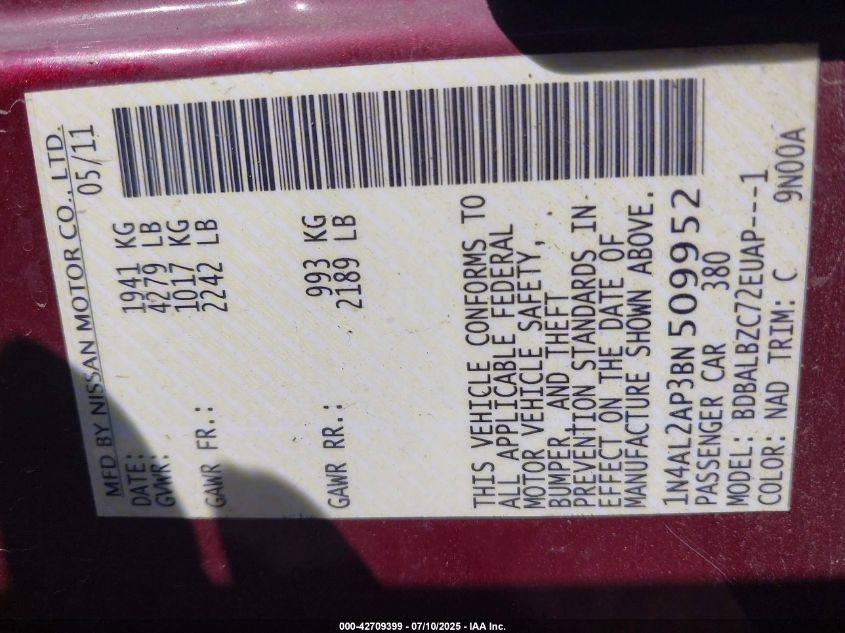 MFD BY NISSAN MOTOR CO., LTD.
DATE: 05/11
GVWR: 1941 KG
4279 LB
GAWR FR.: 1017 KG
2242 LB
GAWR RR.: 993 KG
2189 LB
THIS VEHICLE CONFORMS TO
ALL APPLICABLE FEDERAL
MOTOR VEHICLE SAFETY,
BUMPER, AND THEFT
PREVENTION STANDARDS IN
EFFECT ON THE DATE OF
MANUFACTURE SHOWN ABOVE.
1N4AL2AP3BN509952
PASSENGER CAR 380
MODEL: BDBALBZC72EUAP---1
COLOR: NAD TRIM: C 9N00A
000-42709399 - 07/10/2025 - IAA Inc.